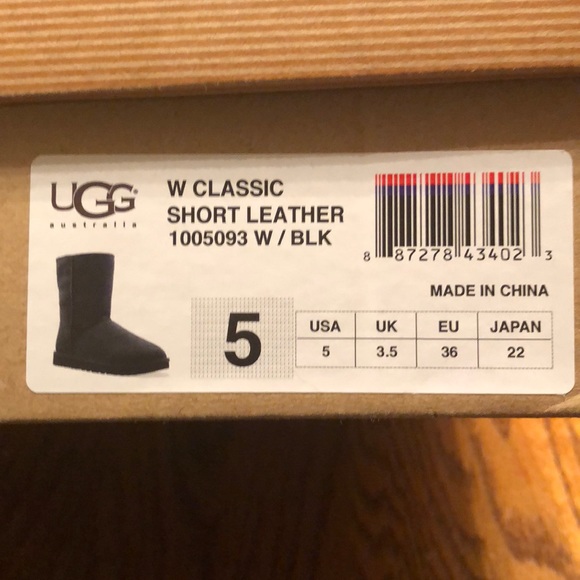 UGG®
australia
W CLASSIC
SHORT LEATHER
1005093 W / BLK
8 87278 43402 3
MADE IN CHINA
5
USA UK EU JAPAN
5 3.5 36 22